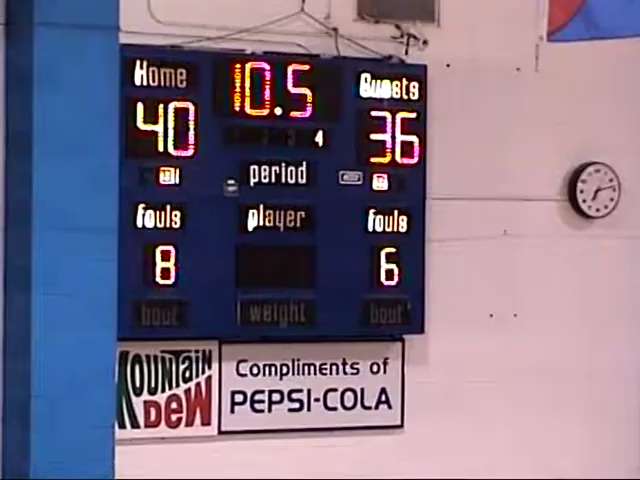 Home Guests
10.5
40 36
4
period
fouls player fouls
8 6
bout weight bout
MOUNTAIN DEW
Compliments of
PEPSI-COLA